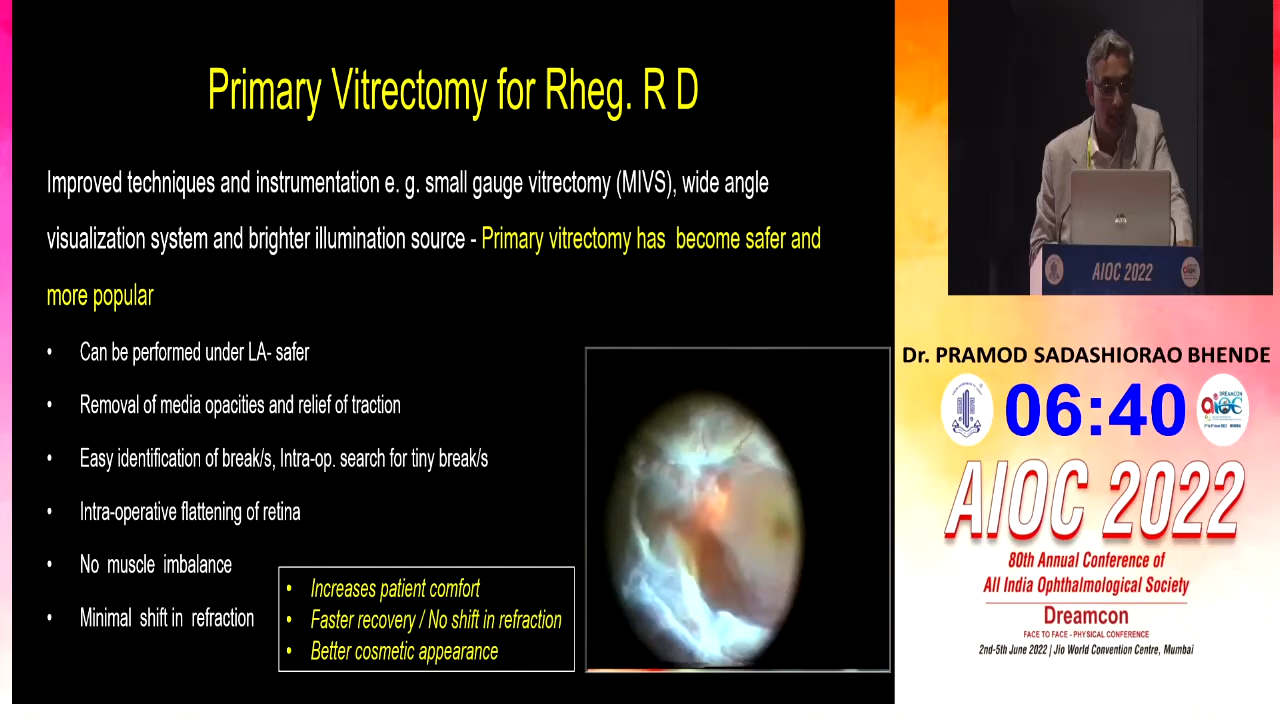 Primary Vitrectomy for Rheg. R D
Improved techniques and instrumentation e. g. small gauge vitrectomy (MIVS), wide angle
visualization system and brighter illumination source - Primary vitrectomy has become safer and
more popular
• Can be performed under LA- safer
• Removal of media opacities and relief of traction
• Easy identification of break/s, Intra-op. search for tiny break/s
• Intra-operative flattening of retina
• No muscle imbalance
• Minimal shift in refraction
• Increases patient comfort
• Faster recovery / No shift in refraction
• Better cosmetic appearance
AIOC 2022
Dr. PRAMOD SADASHIORAO BHENDE
06:40
DREAMCON
AIOC 2022
80th Annual Conference of
All India Ophthalmological Society
Dreamcon
FACE TO FACE - PHYSICAL CONFERENCE
2nd-5th June 2022 | Jio World Convention Centre, Mumbai